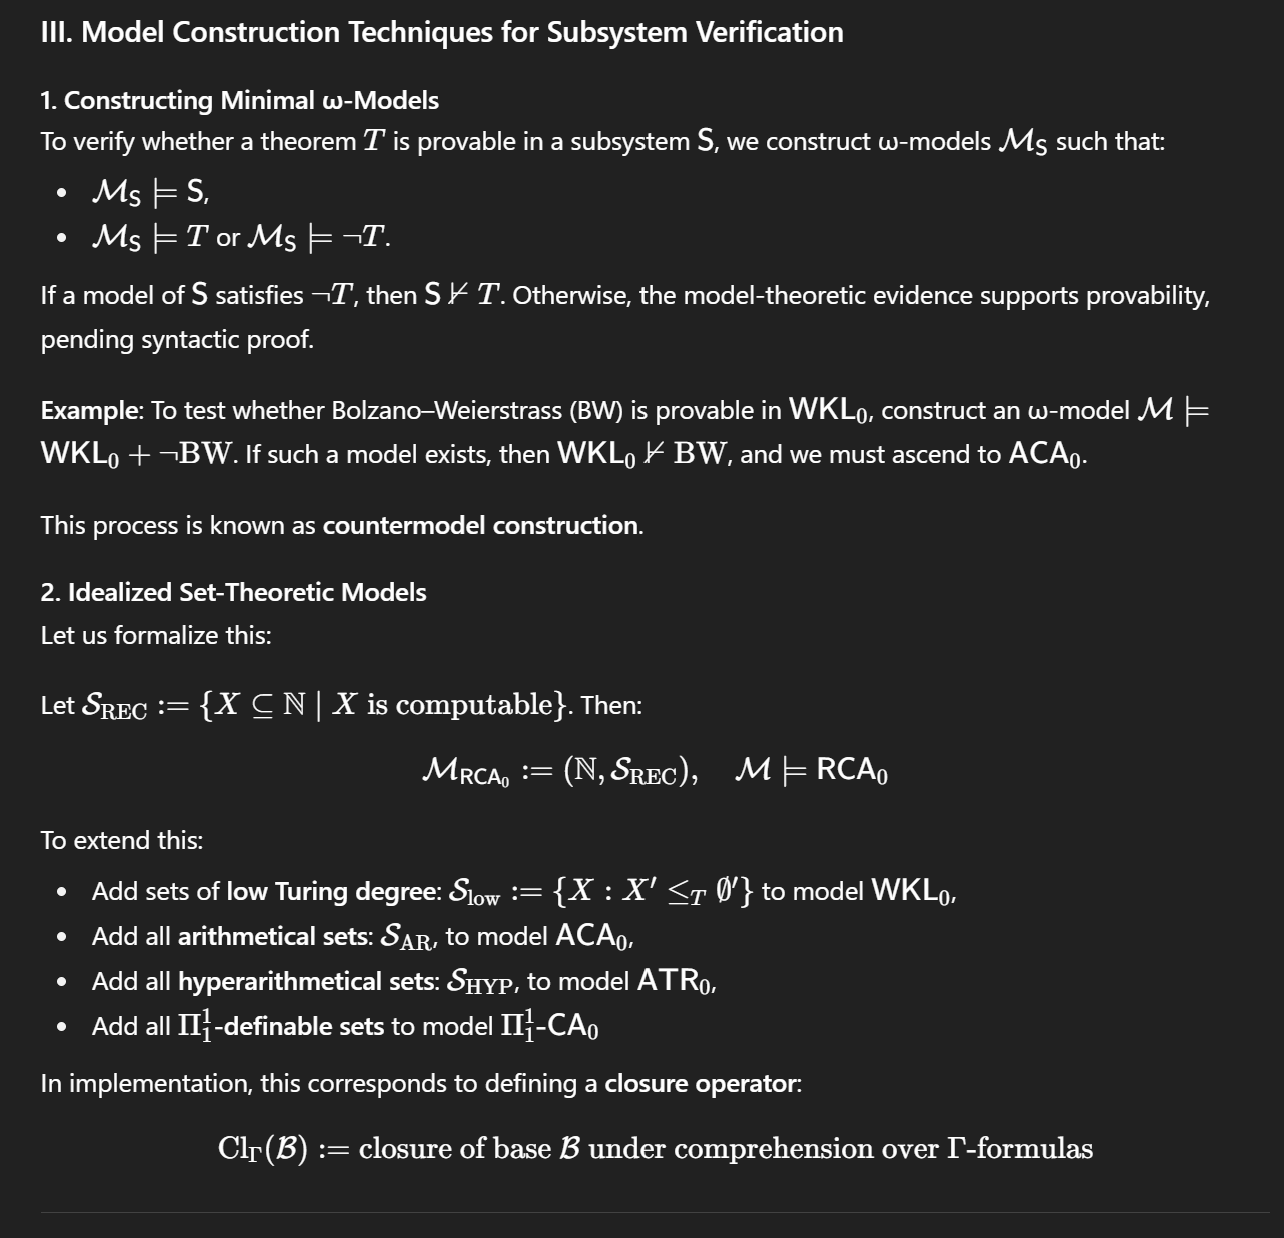 III. Model Construction Techniques for Subsystem Verification
1. Constructing Minimal ω-Models
To verify whether a theorem T is provable in a subsystem S, we construct ω-models ℳ_S such that:
• ℳ_S ⊨ S,
• ℳ_S ⊨ T or ℳ_S ⊨ ¬T.
If a model of S satisfies ¬T, then S ⊬ T. Otherwise, the model-theoretic evidence supports provability,
pending syntactic proof.
Example: To test whether Bolzano–Weierstrass (BW) is provable in WKL₀, construct an ω-model ℳ ⊨
WKL₀ + ¬BW. If such a model exists, then WKL₀ ⊬ BW, and we must ascend to ACA₀.
This process is known as countermodel construction.
2. Idealized Set-Theoretic Models
Let us formalize this:
Let 𝒮_REC := {X ⊆ ℕ | X is computable}. Then:
ℳ_RCA₀ := (ℕ, 𝒮_REC), ℳ ⊨ RCA₀
To extend this:
• Add sets of low Turing degree: 𝒮_low := {X : X′ ≤_T ∅′} to model WKL₀,
• Add all arithmetical sets: 𝒮_AR, to model ACA₀,
• Add all hyperarithmetical sets: 𝒮_HYP, to model ATR₀,
• Add all Π¹₁-definable sets to model Π¹₁-CA₀
In implementation, this corresponds to defining a closure operator:
Cl_Γ(ℬ) := closure of base ℬ under comprehension over Γ-formulas